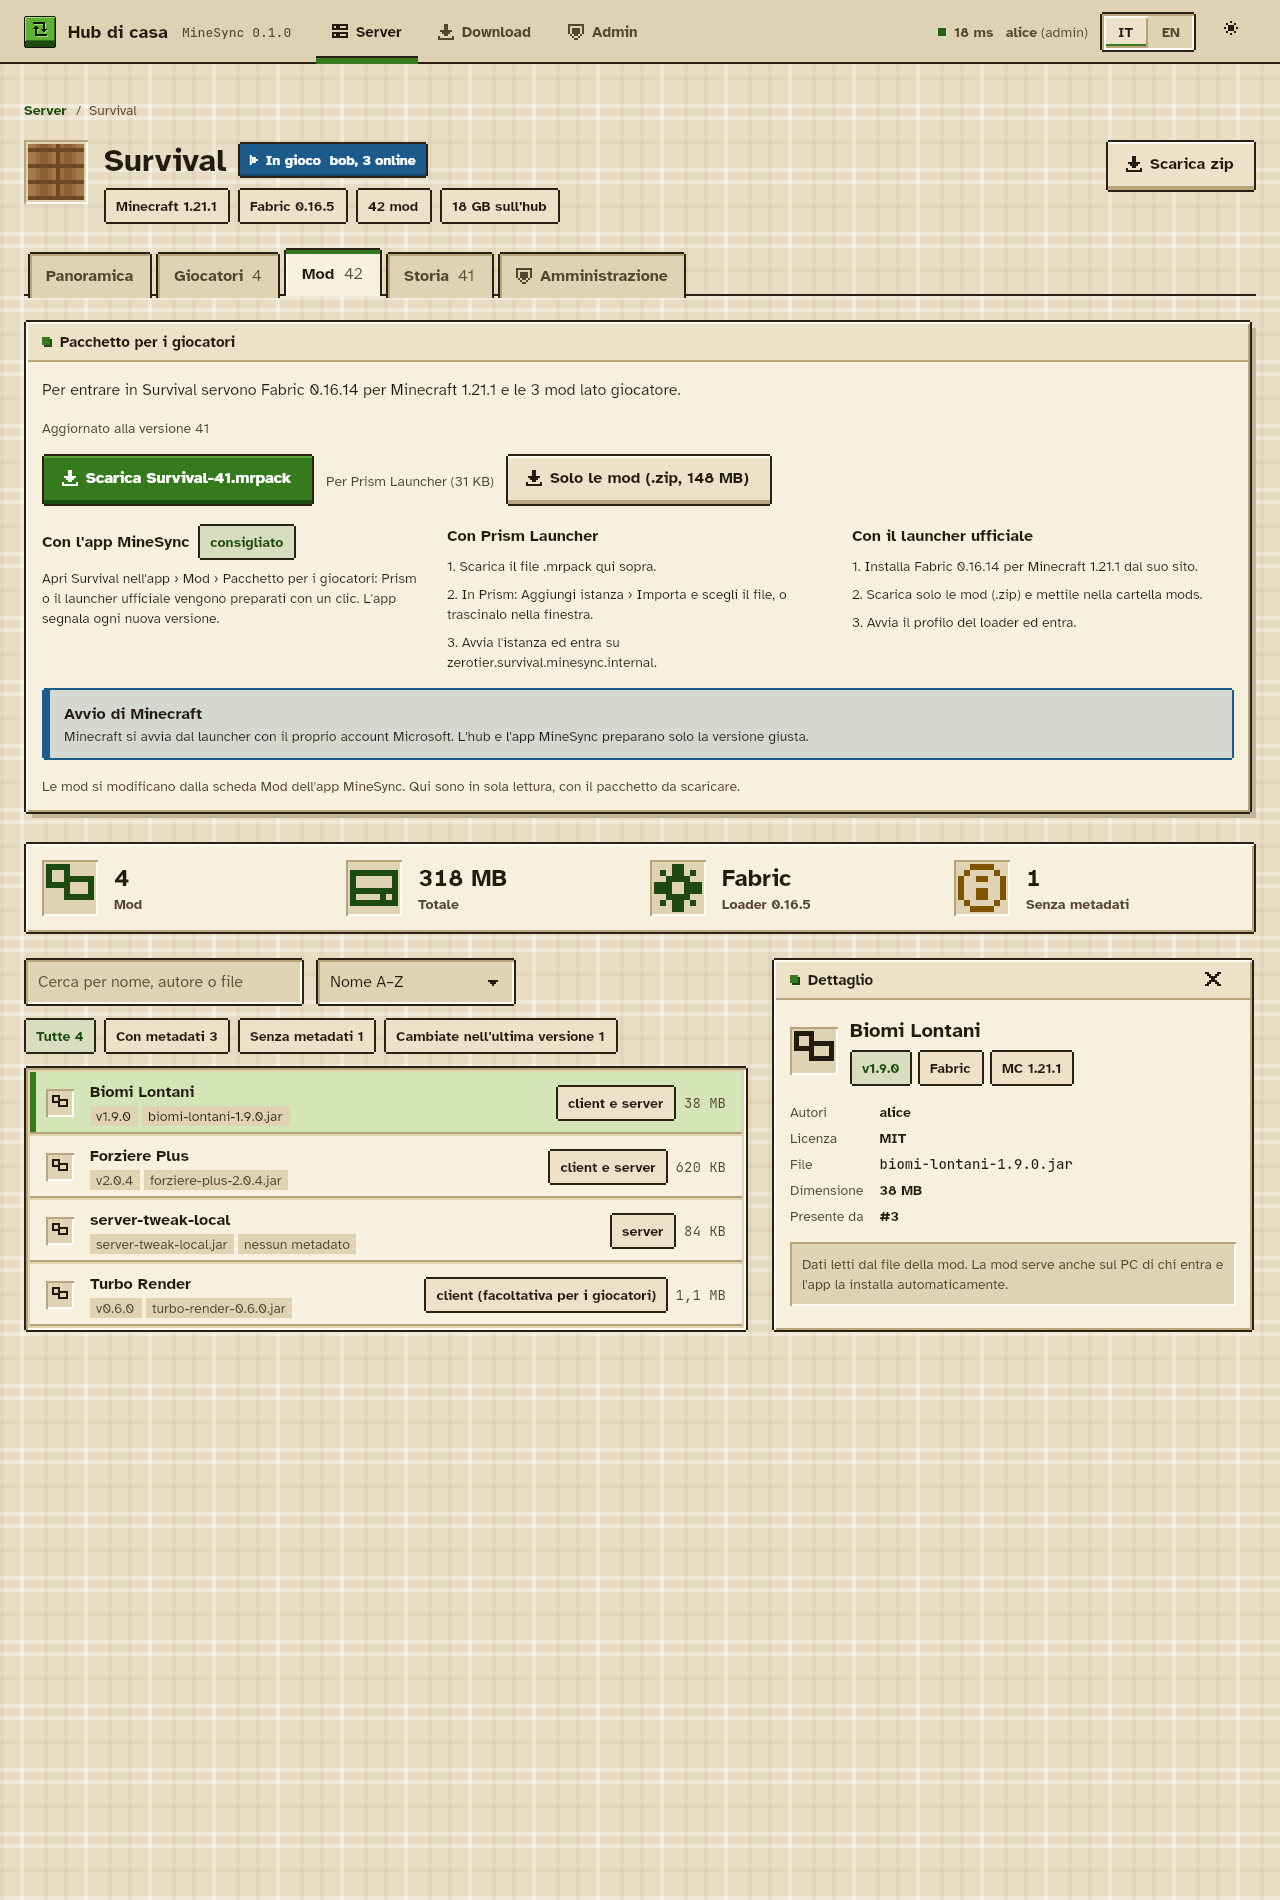 Hub di casa MineSync 0.1.0 Server Download Admin 18 ms alice (admin) IT EN
Server / Survival
Survival In gioco bob, 3 online Scarica zip
Minecraft 1.21.1 Fabric 0.16.5 42 mod 18 GB sull'hub
Panoramica Giocatori 4 Mod 42 Storia 41 Amministrazione
Pacchetto per i giocatori
Per entrare in Survival servono Fabric 0.16.14 per Minecraft 1.21.1 e le 3 mod lato giocatore.
Aggiornato alla versione 41
Scarica Survival-41.mrpack Per Prism Launcher (31 KB) Solo le mod (.zip, 148 MB)
Con l'app MineSync consigliato
Apri Survival nell'app › Mod › Pacchetto per i giocatori: Prism
o il launcher ufficiale vengono preparati con un clic. L'app
segnala ogni nuova versione.
Con Prism Launcher
1. Scarica il file .mrpack qui sopra.
2. In Prism: Aggiungi istanza › Importa e scegli il file, o
trascinalo nella finestra.
3. Avvia l'istanza ed entra su
zerotier.survival.minesync.internal.
Con il launcher ufficiale
1. Installa Fabric 0.16.14 per Minecraft 1.21.1 dal suo sito.
2. Scarica solo le mod (.zip) e mettile nella cartella mods.
3. Avvia il profilo del loader ed entra.
Avvio di Minecraft
Minecraft si avvia dal launcher con il proprio account Microsoft. L'hub e l'app MineSync preparano solo la versione giusta.
Le mod si modificano dalla scheda Mod dell'app MineSync. Qui sono in sola lettura, con il pacchetto da scaricare.
4 318 MB Fabric 1
Mod Totale Loader 0.16.5 Senza metadati
Cerca per nome, autore o file Nome A–Z
Tutte 4 Con metadati 3 Senza metadati 1 Cambiate nell'ultima versione 1
Biomi Lontani
v1.9.0 biomi-lontani-1.9.0.jar client e server 38 MB
Forziere Plus
v2.0.4 forziere-plus-2.0.4.jar client e server 620 KB
server-tweak-local
server-tweak-local.jar nessun metadato server 84 KB
Turbo Render
v0.6.0 turbo-render-0.6.0.jar client (facoltativa per i giocatori) 1,1 MB
Dettaglio
Biomi Lontani
v1.9.0 Fabric MC 1.21.1
Autori alice
Licenza MIT
File biomi-lontani-1.9.0.jar
Dimensione 38 MB
Presente da #3
Dati letti dal file della mod. La mod serve anche sul PC di chi entra e
l'app la installa automaticamente.